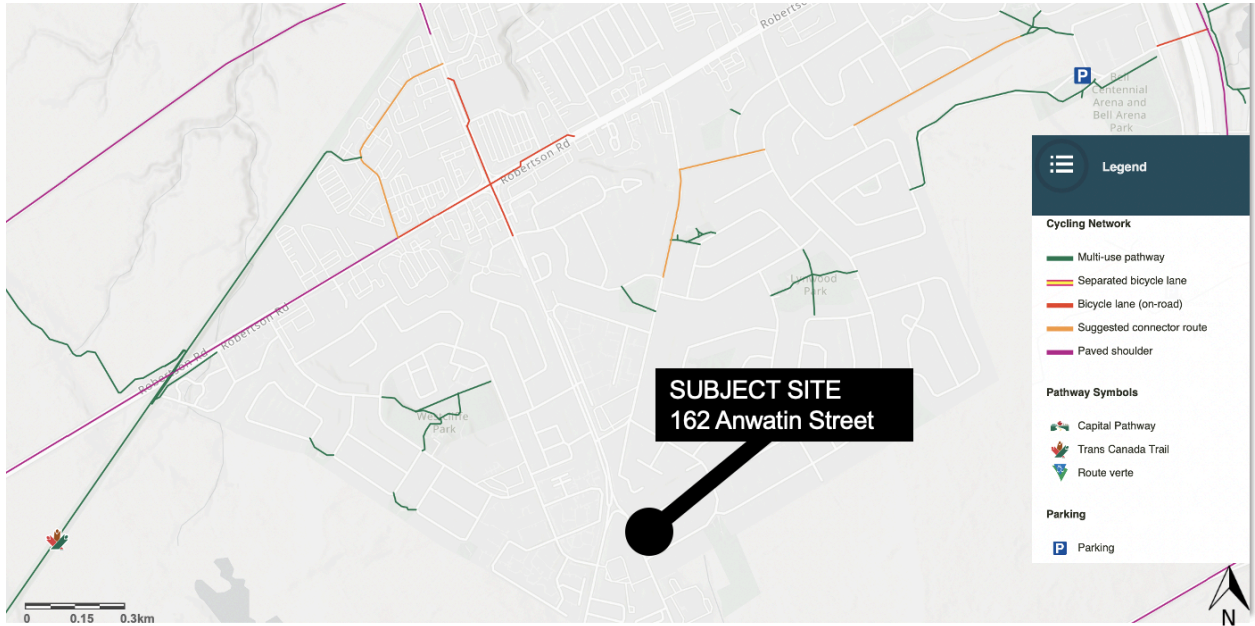 Robertson
Robertson Rd
Robertson Rd
Robertson Rd
P
Bell
Centennial
Arena and
Bell Arena
Park
Lynwood
Park
Westcliffe
Park
SUBJECT SITE
162 Anwatin Street
Legend
Cycling Network
Multi-use pathway
Separated bicycle lane
Bicycle lane (on-road)
Suggested connector route
Paved shoulder
Pathway Symbols
Capital Pathway
Trans Canada Trail
Route verte
Parking
P Parking
0 0.15 0.3km
N